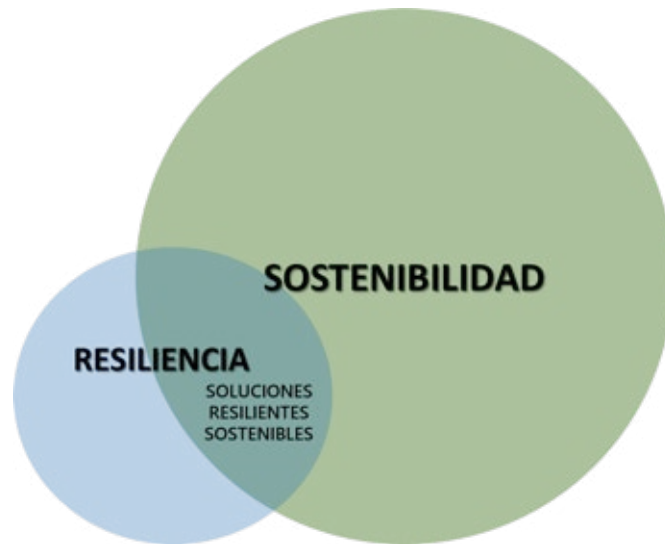 SOSTENIBILIDAD
RESILIENCIA
SOLUCIONES
RESILIENTES
SOSTENIBLES